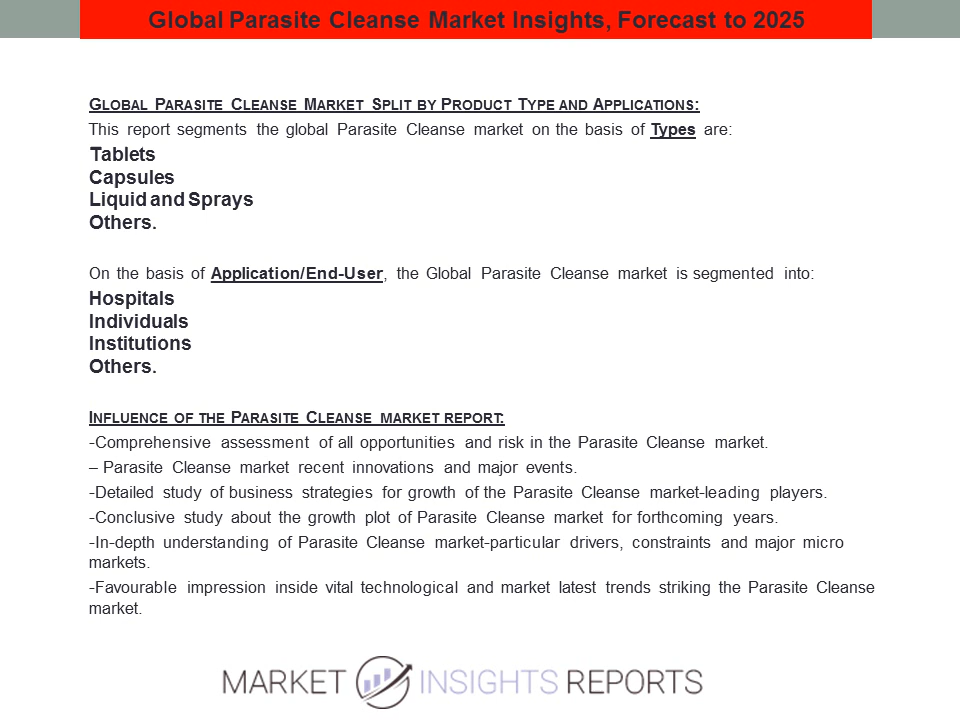 Global Parasite Cleanse Market Insights, Forecast to 2025
GLOBAL PARASITE CLEANSE MARKET SPLIT BY PRODUCT TYPE AND APPLICATIONS:
This report segments the global Parasite Cleanse market on the basis of Types are:
Tablets
Capsules
Liquid and Sprays
Others.
On the basis of Application/End-User, the Global Parasite Cleanse market is segmented into:
Hospitals
Individuals
Institutions
Others.
INFLUENCE OF THE PARASITE CLEANSE MARKET REPORT:
-Comprehensive assessment of all opportunities and risk in the Parasite Cleanse market.
– Parasite Cleanse market recent innovations and major events.
-Detailed study of business strategies for growth of the Parasite Cleanse market-leading players.
-Conclusive study about the growth plot of Parasite Cleanse market for forthcoming years.
-In-depth understanding of Parasite Cleanse market-particular drivers, constraints and major micro
markets.
-Favourable impression inside vital technological and market latest trends striking the Parasite Cleanse
market.
MARKET INSIGHTS REPORTS